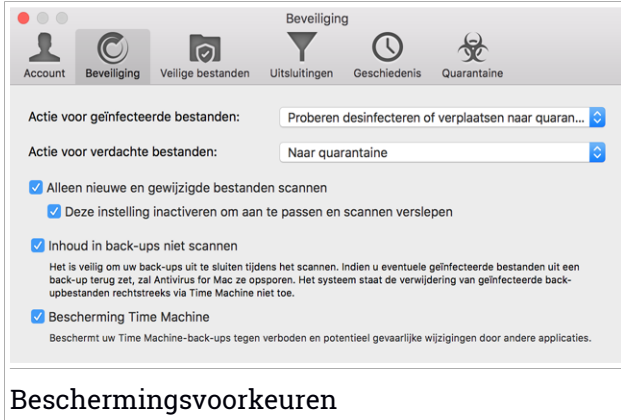 Beveiliging
Account Beveiliging Veilige bestanden Uitsluitingen Geschiedenis Quarantaine
Actie voor geïnfecteerde bestanden: Proberen desinfecteren of verplaatsen naar quaran...
Actie voor verdachte bestanden: Naar quarantaine
Alleen nieuwe en gewijzigde bestanden scannen
Deze instelling inactiveren om aan te passen en scannen verslepen
Inhoud in back-ups niet scannen
Het is veilig om uw back-ups uit te sluiten tijdens het scannen. Indien u eventuele geïnfecteerde bestanden uit een
back-up terug zet, zal Antivirus for Mac ze opsporen. Het systeem staat de verwijdering van geïnfecteerde back-
upbestanden rechtstreeks via Time Machine niet toe.
Bescherming Time Machine
Beschermt uw Time Machine-back-ups tegen verboden en potentieel gevaarlijke wijzigingen door andere applicaties.
Beschermingsvoorkeuren